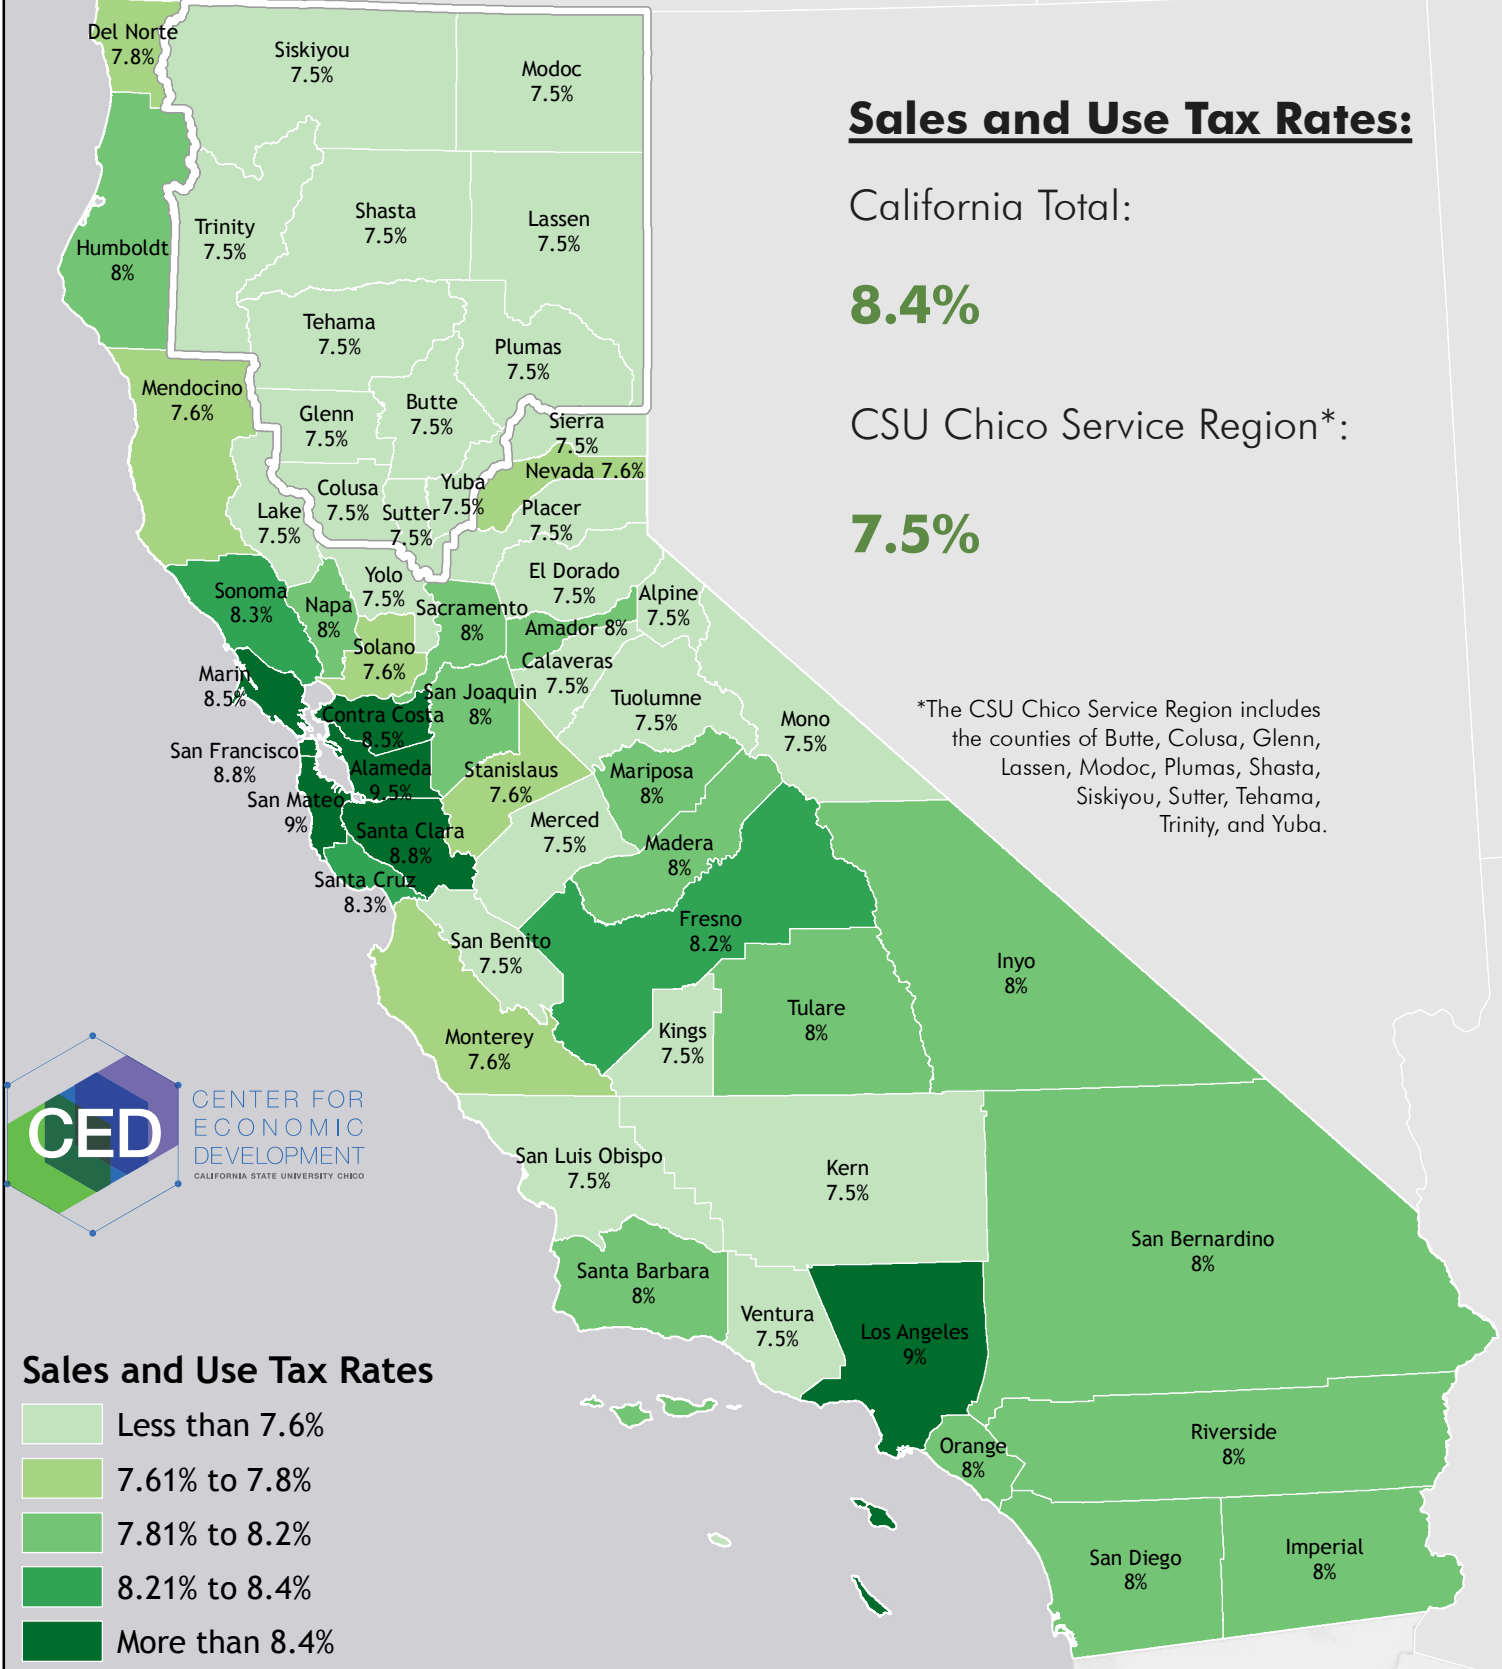 Del Norte
7.8%
Siskiyou
7.5%
Modoc
7.5%
Sales and Use Tax Rates:
California Total:
8.4%
CSU Chico Service Region*:
7.5%
*The CSU Chico Service Region includes
the counties of Butte, Colusa, Glenn,
Lassen, Modoc, Plumas, Shasta,
Siskiyou, Sutter, Tehama,
Trinity, and Yuba.
Humboldt
8%
Trinity
7.5%
Shasta
7.5%
Lassen
7.5%
Tehama
7.5%
Plumas
7.5%
Mendocino
7.6%
Glenn
7.5%
Butte
7.5%
Sierra
7.5%
Nevada 7.6%
Colusa
7.5%
Sutter
7.5%
Yuba
7.5%
Placer
7.5%
Lake
7.5%
El Dorado
7.5%
Alpine
7.5%
Yolo
7.5%
Sonoma
8.3%
Napa
8%
Sacramento
8%
Amador 8%
Solano
7.6%
Calaveras
7.5%
Marin
8.5%
San Joaquin
8%
Tuolumne
7.5%
Mono
7.5%
Contra Costa
8.5%
San Francisco
8.8%
Alameda
9.5%
Stanislaus
7.6%
Mariposa
8%
San Mateo
9%
Santa Clara
8.8%
Merced
7.5%
Madera
8%
Santa Cruz
8.3%
Fresno
8.2%
San Benito
7.5%
Inyo
8%
Monterey
7.6%
Kings
7.5%
Tulare
8%
CED
CENTER FOR
ECONOMIC
DEVELOPMENT
CALIFORNIA STATE UNIVERSITY CHICO
San Luis Obispo
7.5%
Kern
7.5%
San Bernardino
8%
Santa Barbara
8%
Ventura
7.5%
Los Angeles
9%
Orange
8%
Riverside
8%
San Diego
8%
Imperial
8%
Sales and Use Tax Rates
Less than 7.6%
7.61% to 7.8%
7.81% to 8.2%
8.21% to 8.4%
More than 8.4%